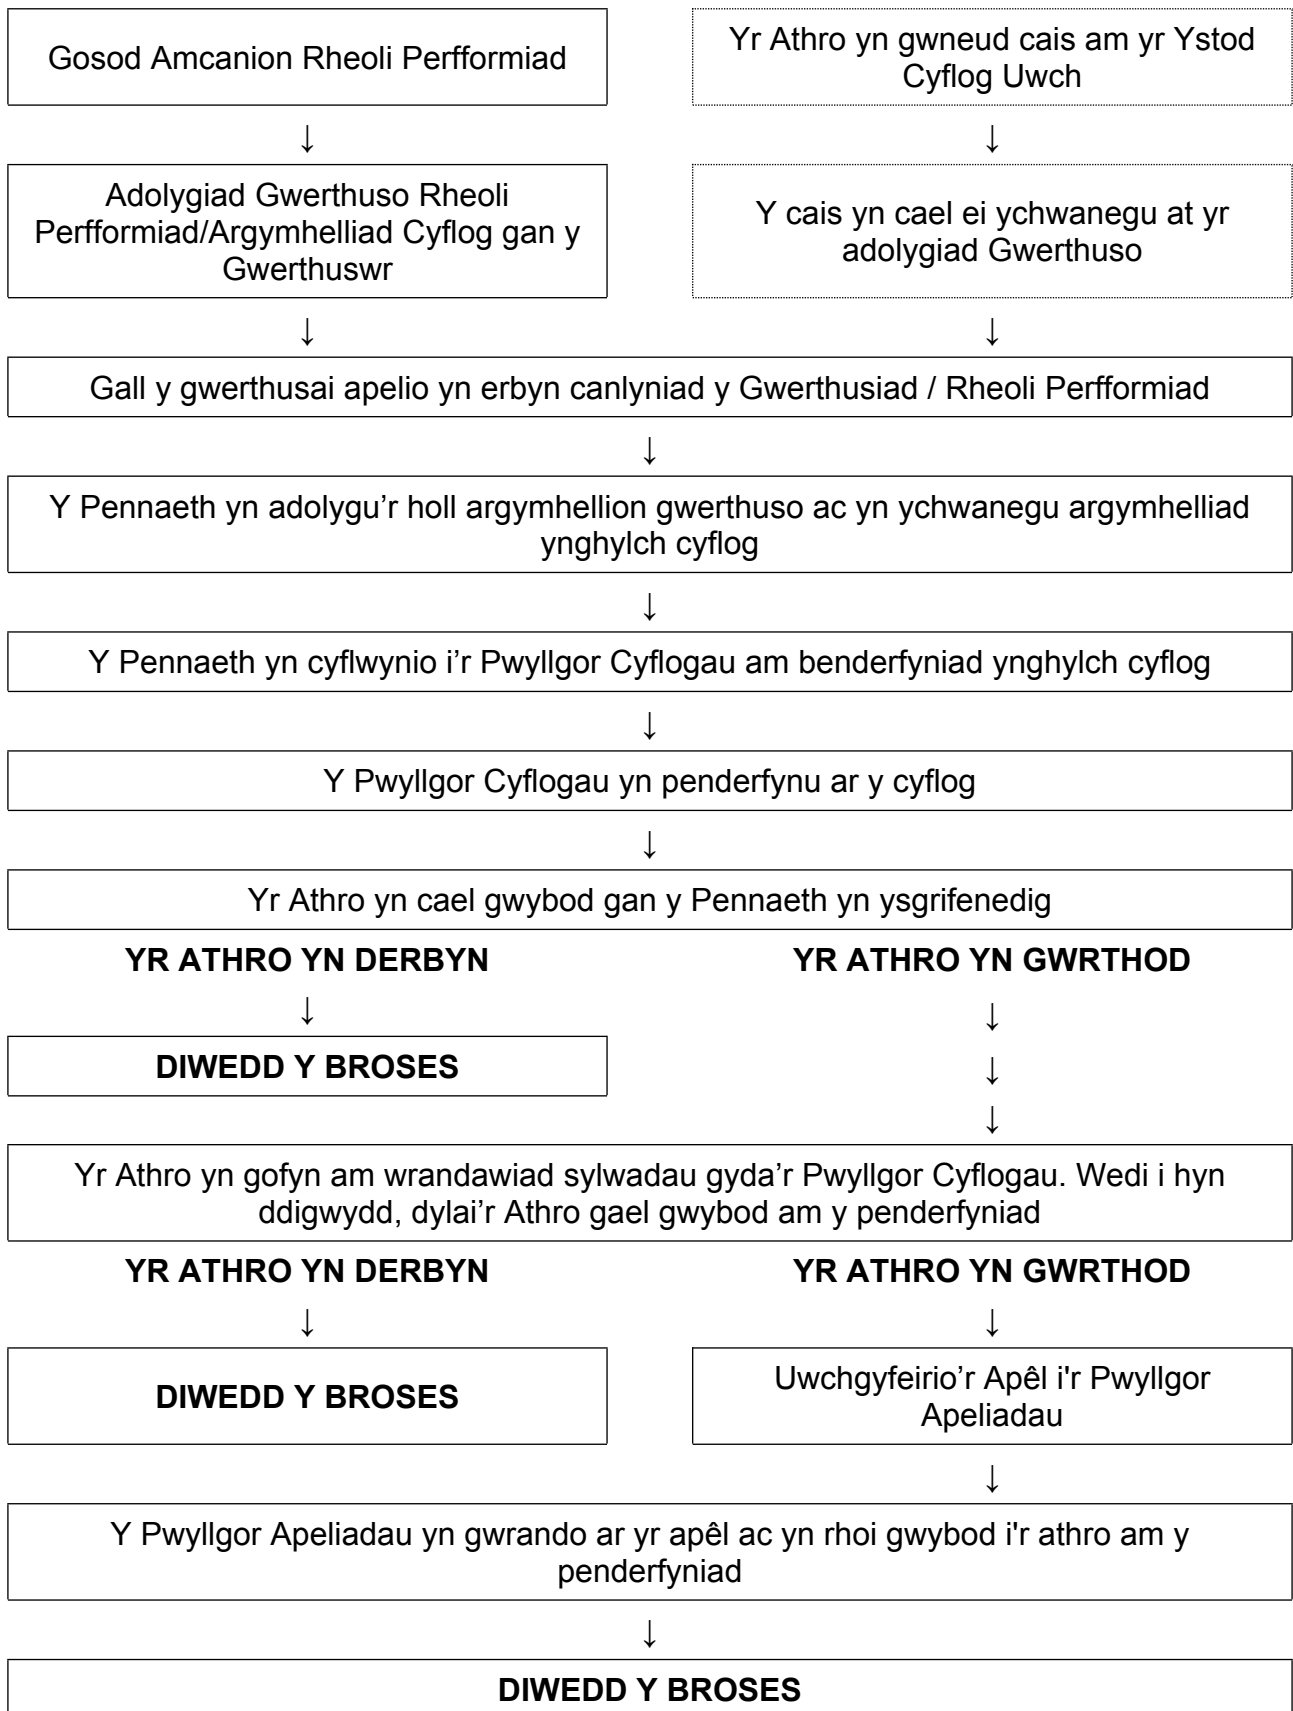 Gosod Amcanion Rheoli Perfformiad
Yr Athro yn gwneud cais am yr Ystod
Cyflog Uwch
↓
↓
Adolygiad Gwerthuso Rheoli
Perfformiad/Argymhelliad Cyflog gan y
Gwerthuswr
Y cais yn cael ei ychwanegu at yr
adolygiad Gwerthuso
↓
↓
Gall y gwerthusai apelio yn erbyn canlyniad y Gwerthusiad / Rheoli Perfformiad
↓
Y Pennaeth yn adolygu’r holl argymhellion gwerthuso ac yn ychwanegu argymhelliad
ynghylch cyflog
↓
Y Pennaeth yn cyflwynio i’r Pwyllgor Cyflogau am benderfyniad ynghylch cyflog
↓
Y Pwyllgor Cyflogau yn penderfynu ar y cyflog
↓
Yr Athro yn cael gwybod gan y Pennaeth yn ysgrifenedig
YR ATHRO YN DERBYN
YR ATHRO YN GWRTHOD
↓
↓
DIWEDD Y BROSES
↓
↓
Yr Athro yn gofyn am wrandawiad sylwadau gyda’r Pwyllgor Cyflogau. Wedi i hyn
ddigwydd, dylai’r Athro gael gwybod am y penderfyniad
YR ATHRO YN DERBYN
YR ATHRO YN GWRTHOD
↓
↓
DIWEDD Y BROSES
Uwchgyfeirio’r Apêl i'r Pwyllgor
Apeliadau
↓
Y Pwyllgor Apeliadau yn gwrando ar yr apêl ac yn rhoi gwybod i'r athro am y
penderfyniad
↓
DIWEDD Y BROSES